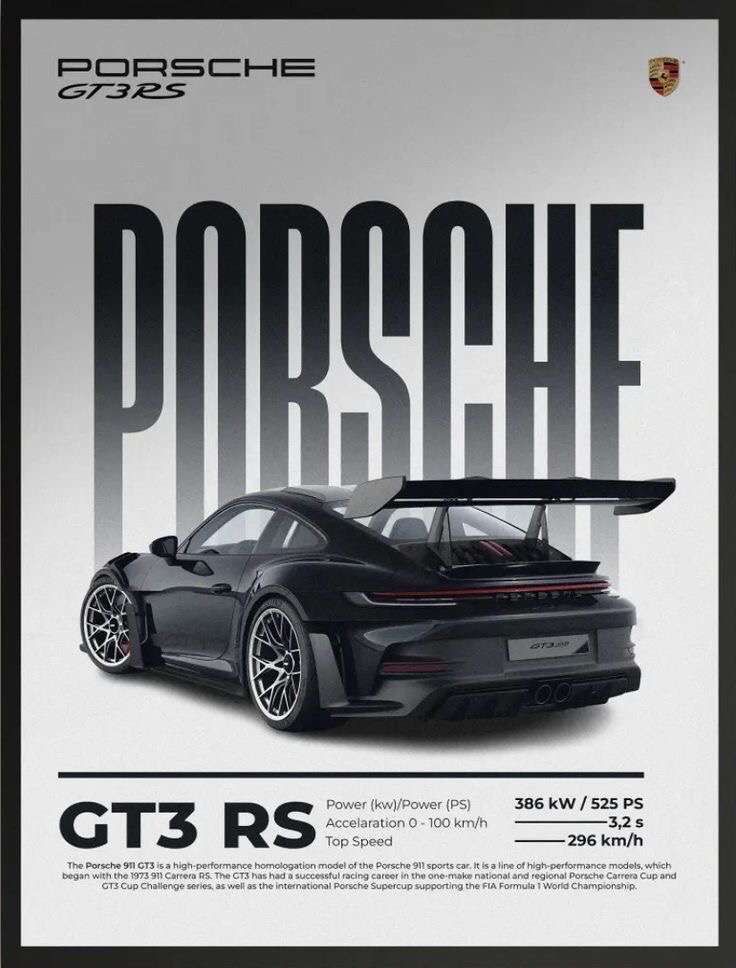 PORSCHE
GT3RS
PORSCHE
PORSCHE
GT3 RS
GT3 RS
Power (kw)/Power (PS) 386 kW / 525 PS
Accelaration 0 - 100 km/h 3,2 s
Top Speed 296 km/h
The Porsche 911 GT3 is a high-performance homologation model of the Porsche 911 sports car. It is a line of high-performance models, which
began with the 1973 911 Carrera RS. The GT3 has had a successful racing career in the one-make national and regional Porsche Carrera Cup and
GT3 Cup Challenge series, as well as the international Porsche Supercup supporting the FIA Formula 1 World Championship.